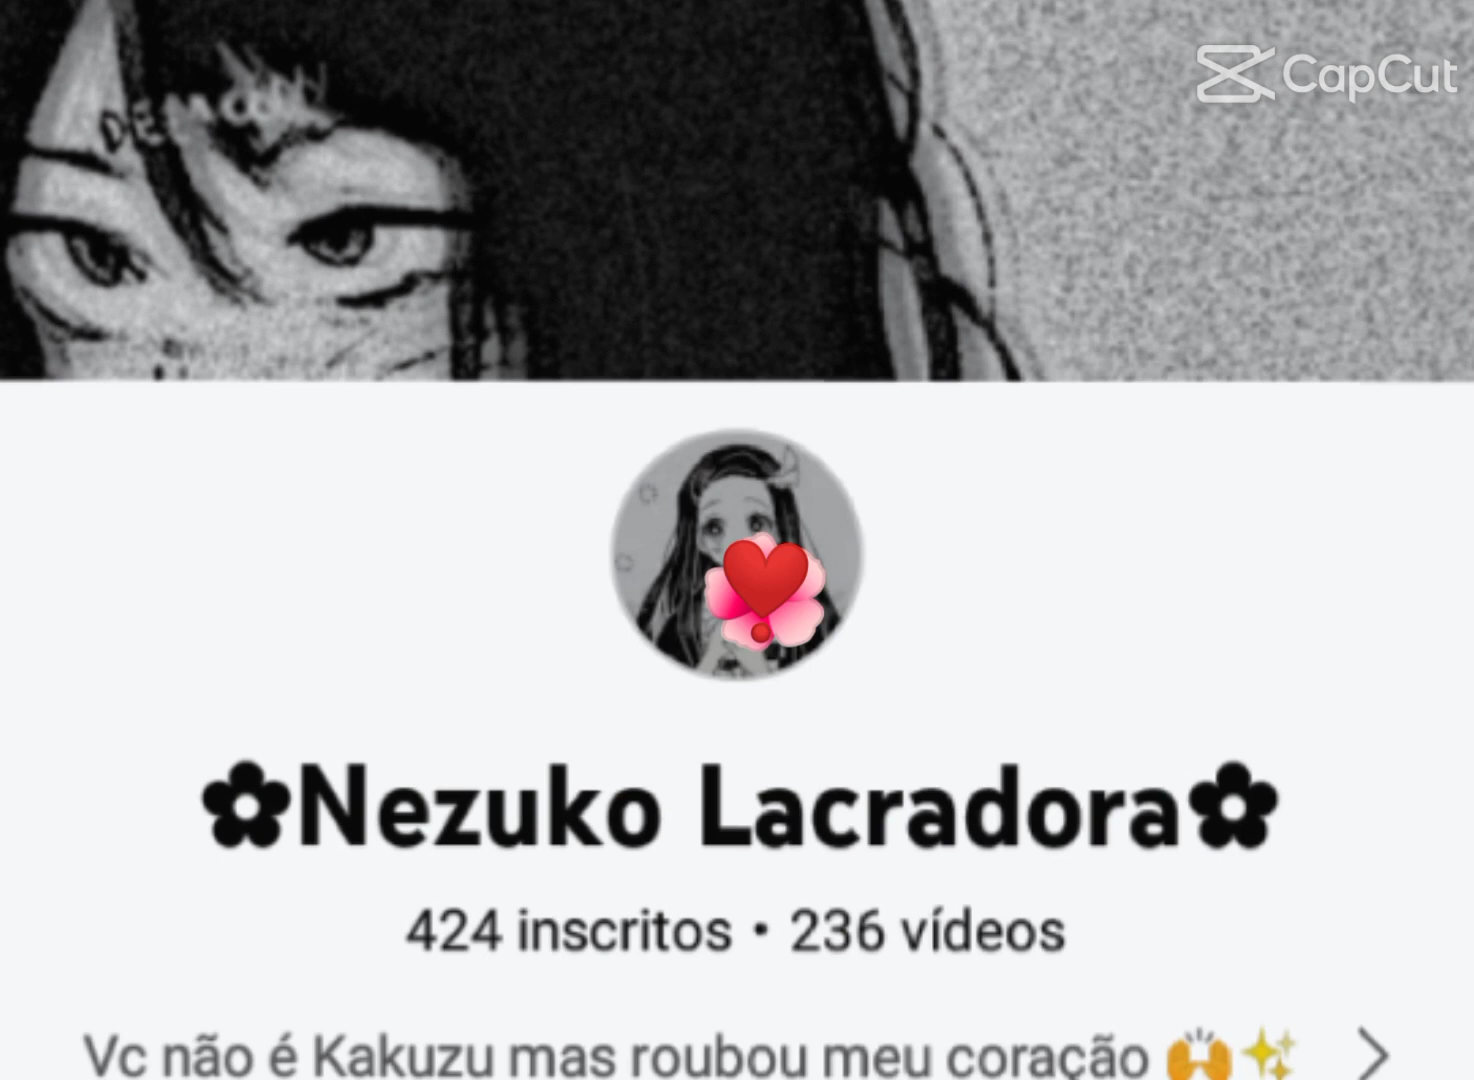 CapCut
✿Nezuko Lacradora✿
424 inscritos • 236 vídeos
Vc não é Kakuzu mas roubou meu coração 🙌✨